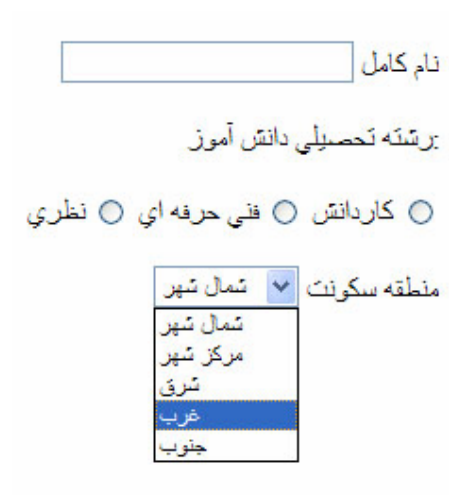 نام کامل
:رشته تحصيلي دانش آموز
کاردانش فني حرفه اي نظري
منطقه سکونت شمال شهر
شمال شهر
مرکز شهر
شرق
غرب
جنوب